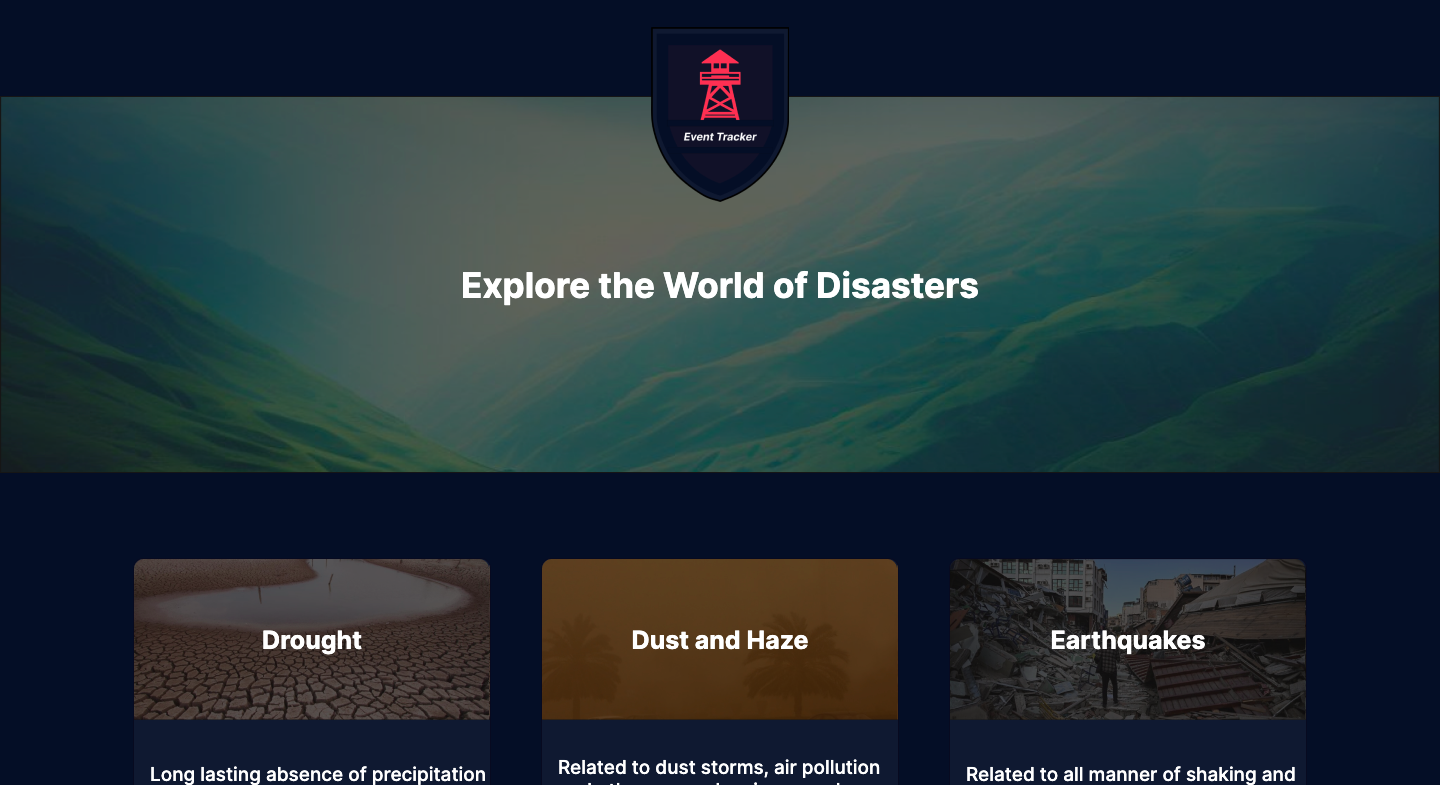 Event Tracker
Explore the World of Disasters
Drought
Dust and Haze
Earthquakes
Long lasting absence of precipitation
Related to dust storms, air pollution
Related to all manner of shaking and